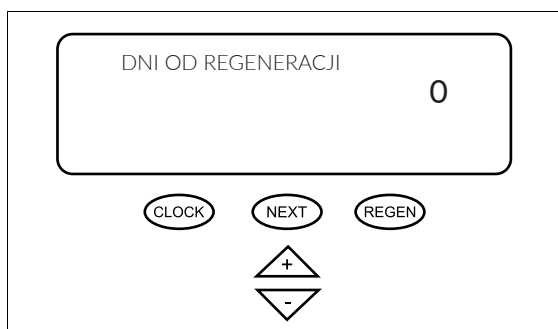 DNI OD REGENERACJI
0
CLOCK NEXT REGEN
+
-